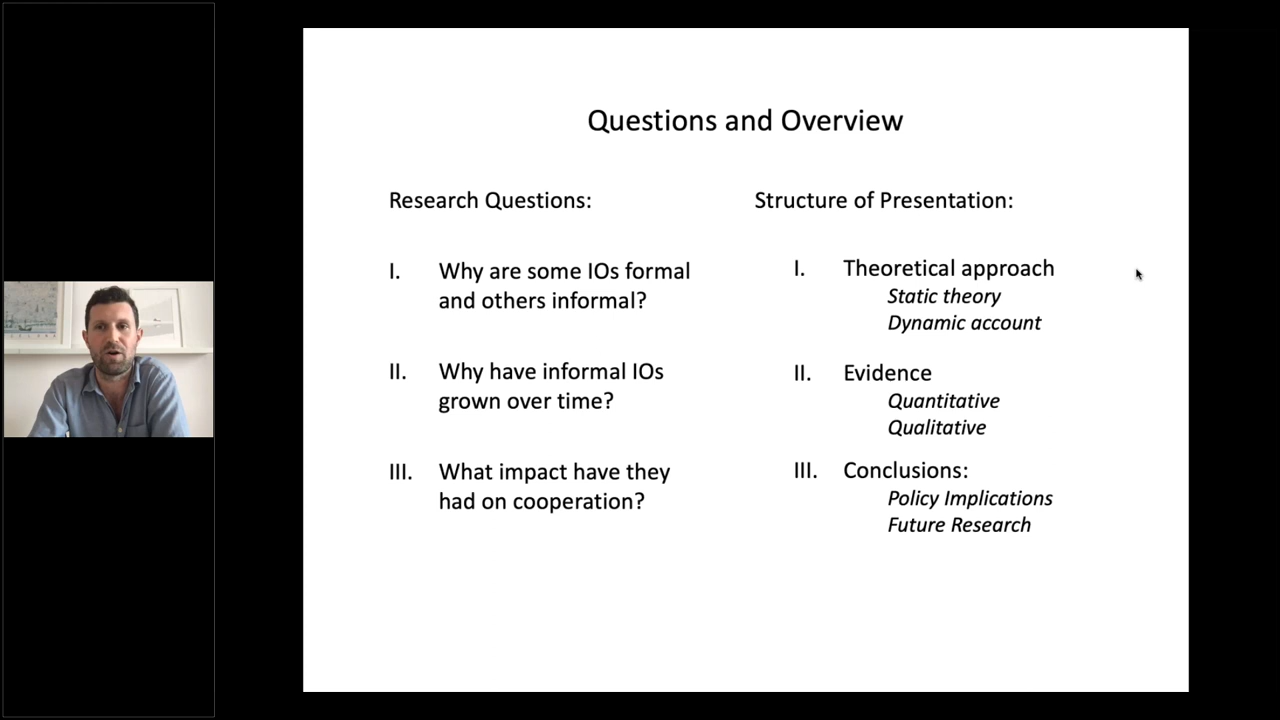 Questions and Overview
Research Questions:
I. Why are some IOs formal
and others informal?
II. Why have informal IOs
grown over time?
III. What impact have they
had on cooperation?
Structure of Presentation:
I. Theoretical approach
Static theory
Dynamic account
II. Evidence
Quantitative
Qualitative
III. Conclusions:
Policy Implications
Future Research